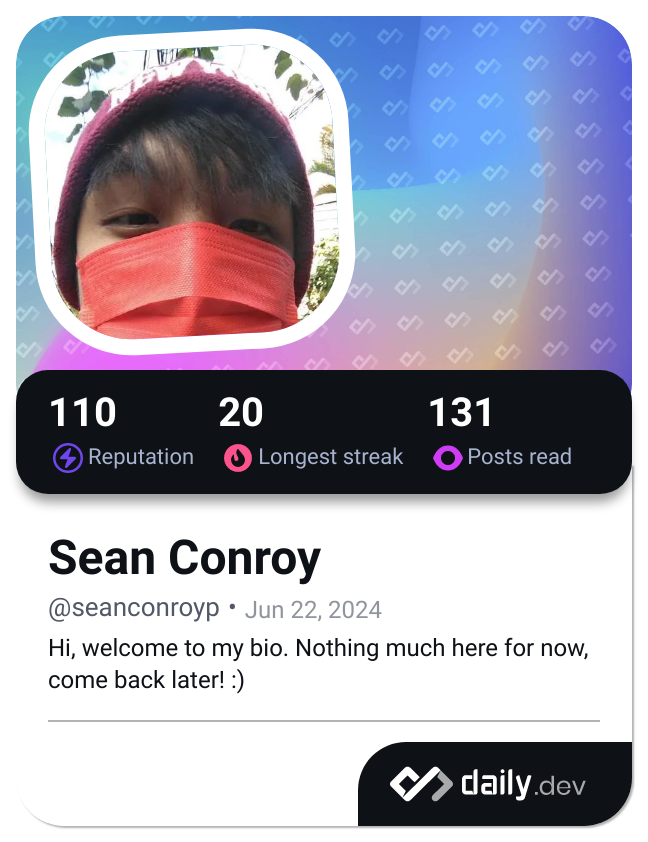 110 20 131
Reputation Longest streak Posts read
Sean Conroy
@seanconroyp • Jun 22, 2024
Hi, welcome to my bio. Nothing much here for now,
come back later! :)
daily.dev